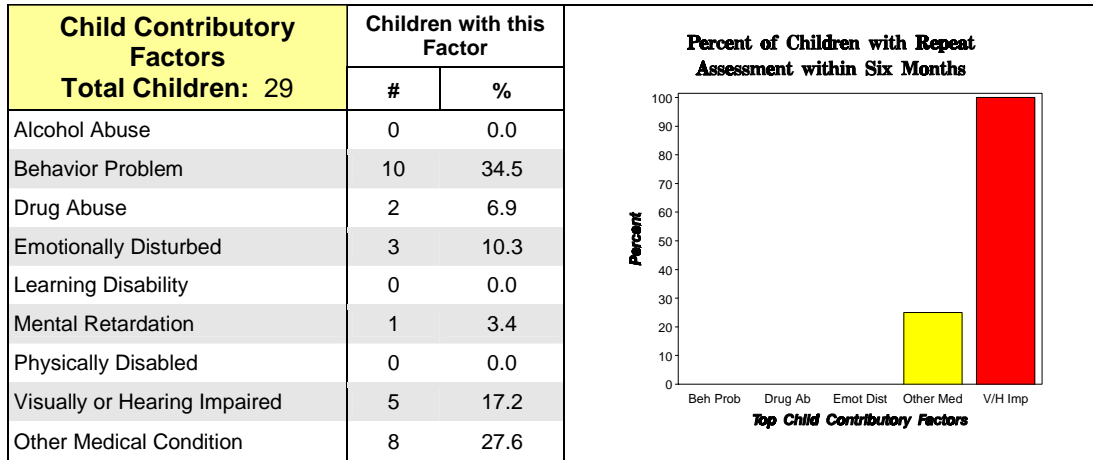 Child Contributory
Factors
Total Children: 29
Children with this
Factor
# %
Alcohol Abuse 0 0.0
Behavior Problem 10 34.5
Drug Abuse 2 6.9
Emotionally Disturbed 3 10.3
Learning Disability 0 0.0
Mental Retardation 1 3.4
Physically Disabled 0 0.0
Visually or Hearing Impaired 5 17.2
Other Medical Condition 8 27.6
Percent of Children with Repeat
Assessment within Six Months
Percent
100
90
80
70
60
50
40
30
20
10
0
Beh Prob Drug Ab Emot Dist Other Med V/H Imp
Top Child Contributory Factors